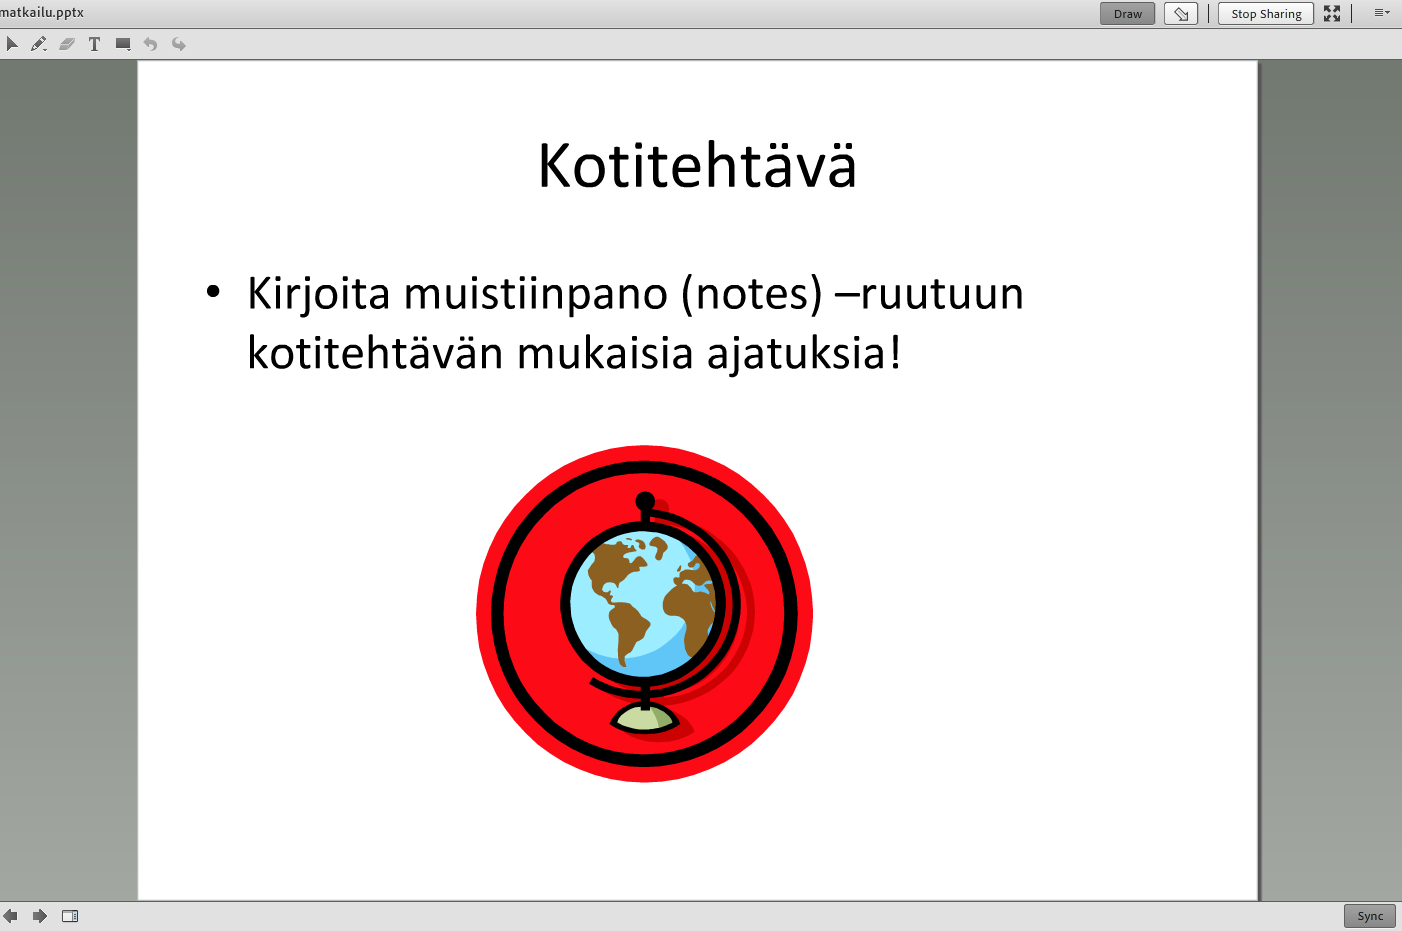 matkailu.pptx
Draw
Stop Sharing
T
Kotitehtävä
• Kirjoita muistiinpano (notes) –ruutuun
kotitehtävän mukaisia ajatuksia!
Sync